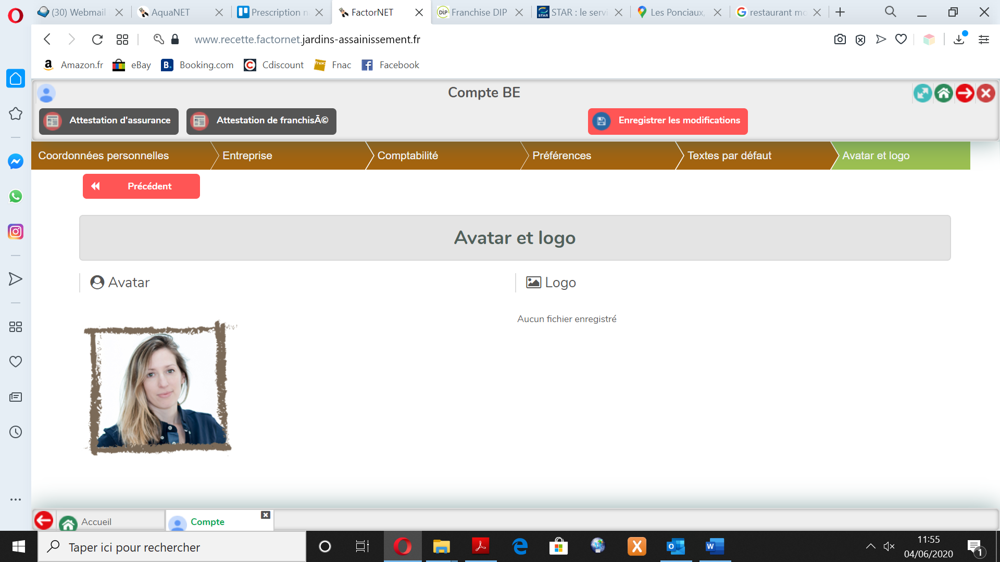 (30) Webmail
AquaNET
Prescription n
FactorNET
Franchise DIP
STAR : le servi
Les Ponciaux,
restaurant mo
www.recette.factornet.jardins-assainissement.fr
Amazon.fr
eBay
Booking.com
Cdiscount
Fnac
Facebook
Compte BE
Attestation d'assurance
Attestation de franchisÃ©
Enregistrer les modifications
Coordonnées personnelles
Entreprise
Comptabilité
Préférences
Textes par défaut
Avatar et logo
Précédent
Avatar et logo
Avatar
Logo
Aucun fichier enregistré
Accueil
Compte
Taper ici pour rechercher
11:55
04/06/2020
1